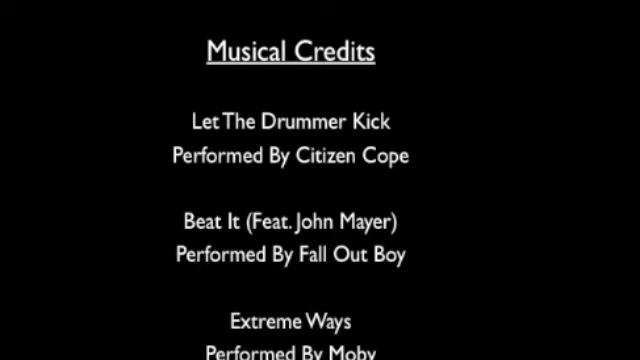 Musical Credits
Let The Drummer Kick
Performed By Citizen Cope
Beat It (Feat. John Mayer)
Performed By Fall Out Boy
Extreme Ways
Performed By Moby